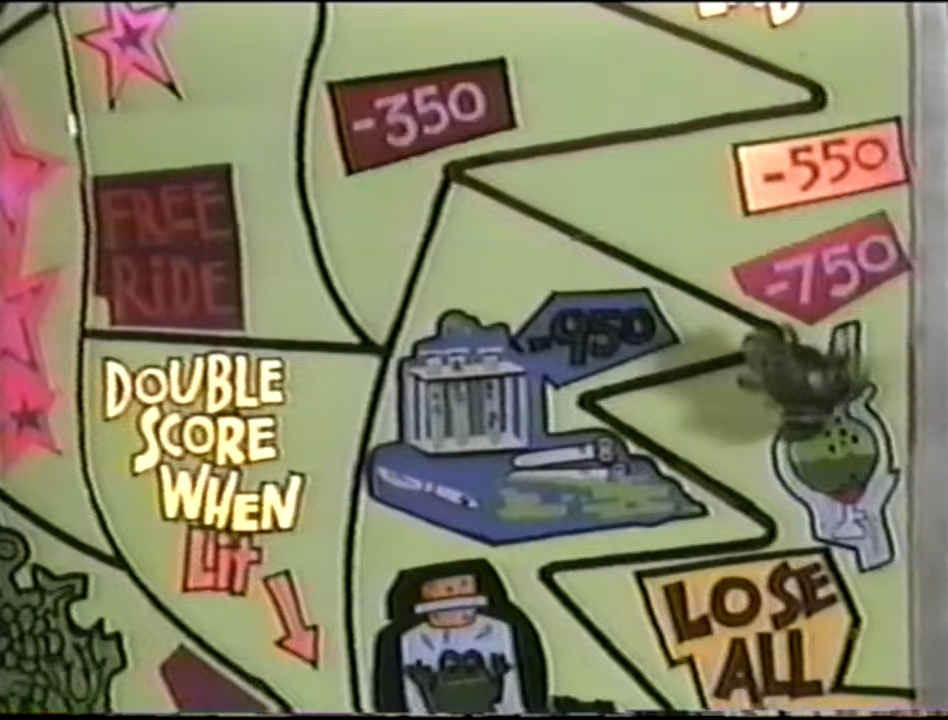 -350
-550
FREE
RiDE
-750
-950
DOUBLE
SCORE
WHEN
Lit
LOSE
ALL